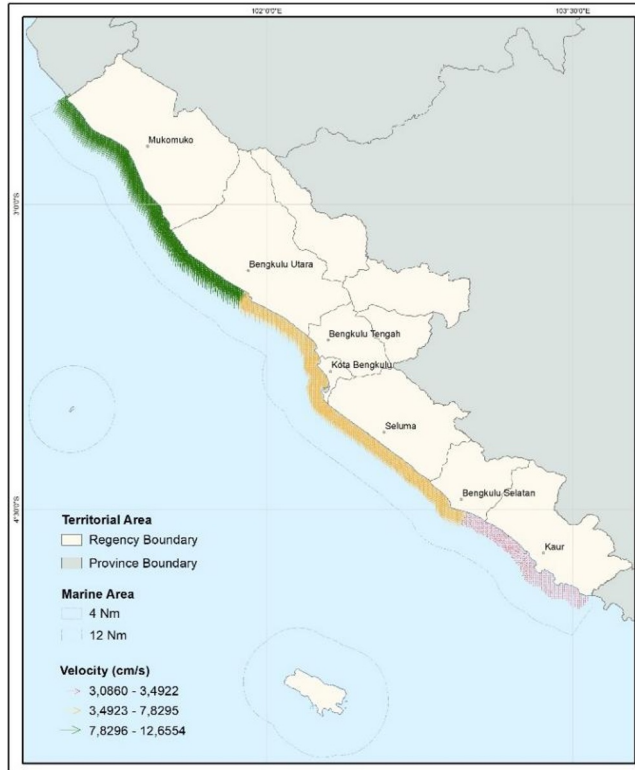 102°0'0"E
103°30'0"E
Mukomuko
3°0'0"S
Bengkulu Utara
Bengkulu Tengah
Kota Bengkulu
Seluma
Bengkulu Selatan
4°30'0"S
Kaur
Territorial Area
Regency Boundary
Province Boundary
Marine Area
4 Nm
12 Nm
Velocity (cm/s)
3,0860 - 3,4922
3,4923 - 7,8295
7,8296 - 12,6554